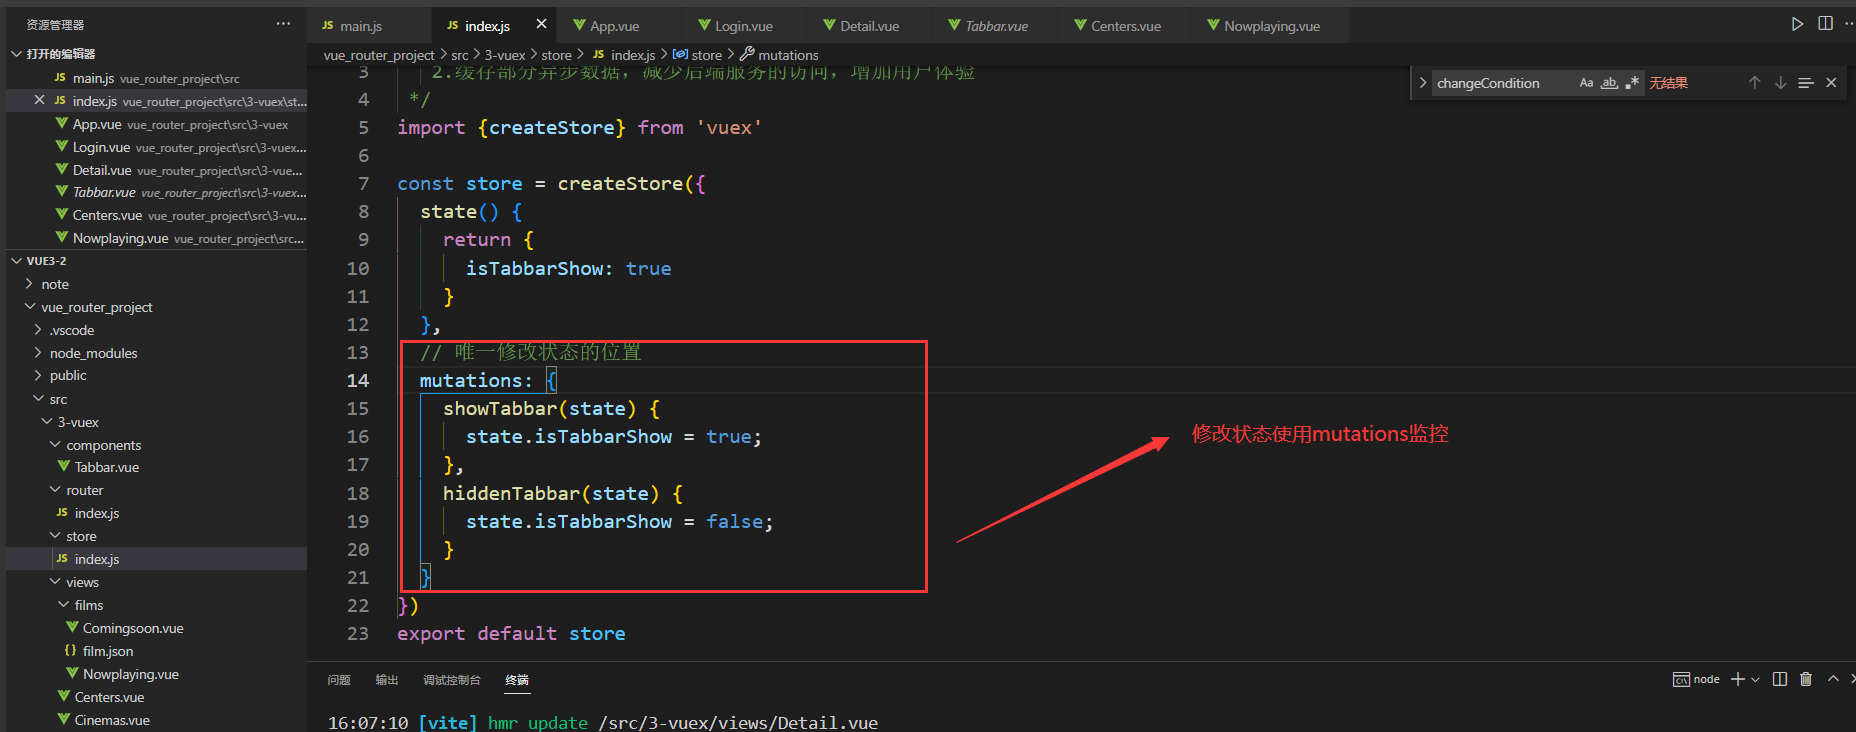 资源管理器
打开的编辑器
main.js vue_router_project\src
index.js vue_router_project\src\3-vuex\st...
App.vue vue_router_project\src\3-vuex
Login.vue vue_router_project\src\3-vuex...
Detail.vue vue_router_project\src\3-vue...
Tabbar.vue vue_router_project\src\3-vuex...
Centers.vue vue_router_project\src\3-vu...
Nowplaying.vue vue_router_project\src...
VUE3-2
note
vue_router_project
.vscode
node_modules
public
src
3-vuex
components
Tabbar.vue
router
JS index.js
store
JS index.js
views
films
Comingsoon.vue
film.json
Nowplaying.vue
Centers.vue
Cinemas.vue
JS main.js
JS index.js
App.vue
Login.vue
Detail.vue
Tabbar.vue
Centers.vue
Nowplaying.vue
vue_router_project > src > 3-vuex > store > JS index.js > store > mutations
changeCondition Aa ab 无结果
3 2.缓存部分异步数据，减少后端服务的访问，增加用户体验
4 */
5 import {createStore} from 'vuex'
6
7 const store = createStore({
8 state() {
9 return {
10 isTabbarShow: true
11 }
12 },
13 // 唯一修改状态的位置
14 mutations: {
15 showTabbar(state) {
16 state.isTabbarShow = true;
17 },
18 hiddenTabbar(state) {
19 state.isTabbarShow = false;
20 }
21 }
22 })
23 export default store
修改状态使用mutations监控
问题 输出 调试控制台 终端
node
16:07:10 [vite] hmr update /src/3-vuex/views/Detail.vue